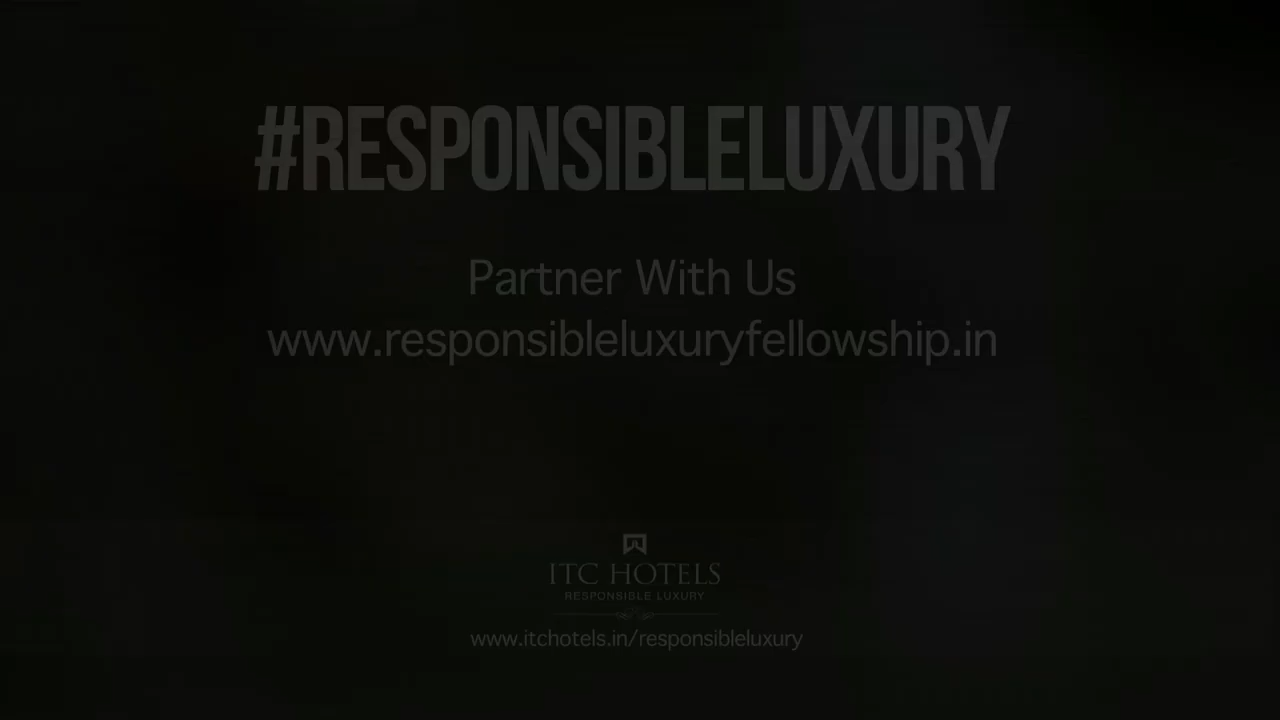 #RESPONSIBLELUXURY
Partner With Us
www.responsibleluxuryfellowship.in
ITC HOTELS
RESPONSIBLE LUXURY
www.itchotels.in/responsibleluxury